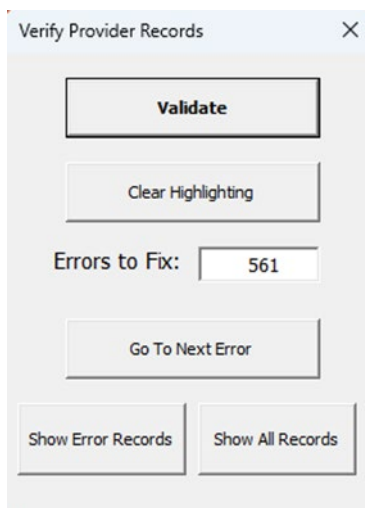 Verify Provider Records
Validate
Clear Highlighting
Errors to Fix: 561
Go To Next Error
Show Error Records Show All Records